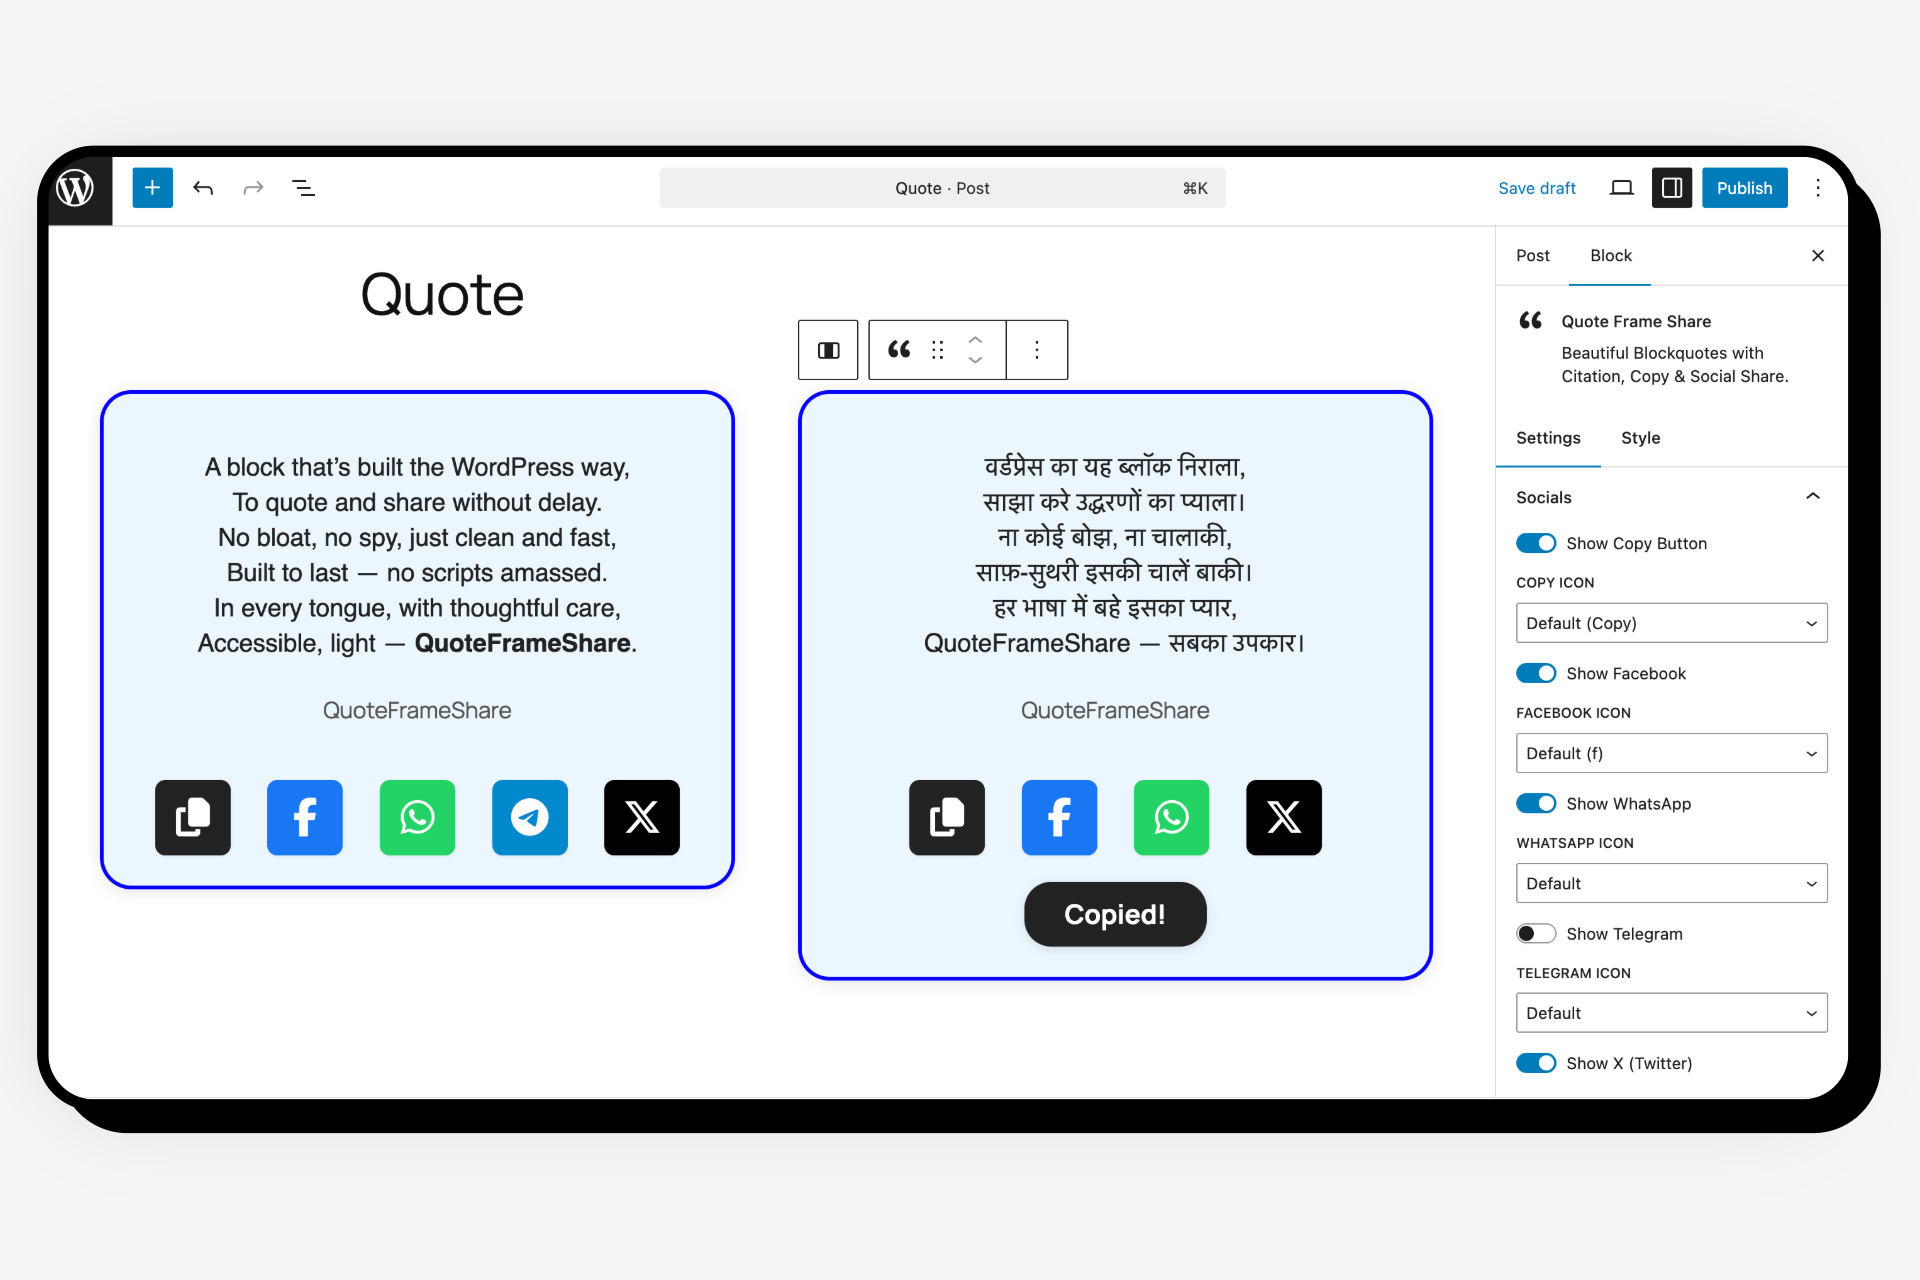 Quote · Post
⌘K
Save draft
Publish
Quote
A block that’s built the WordPress way,
To quote and share without delay.
No bloat, no spy, just clean and fast,
Built to last — no scripts amassed.
In every tongue, with thoughtful care,
Accessible, light — QuoteFrameShare.
QuoteFrameShare
वर्डप्रेस का यह ब्लॉक निराला,
साझा करे उद्धरणों का प्याला।
ना कोई बोझ, ना चालाकी,
साफ़-सुथरी इसकी चालें बाकी।
हर भाषा में बहे इसका प्यार,
QuoteFrameShare — सबका उपकार।
QuoteFrameShare
Copied!
Post
Block
Quote Frame Share
Beautiful Blockquotes with
Citation, Copy & Social Share.
Settings
Style
Socials
Show Copy Button
COPY ICON
Default (Copy)
Show Facebook
FACEBOOK ICON
Default (f)
Show WhatsApp
WHATSAPP ICON
Default
Show Telegram
TELEGRAM ICON
Default
Show X (Twitter)